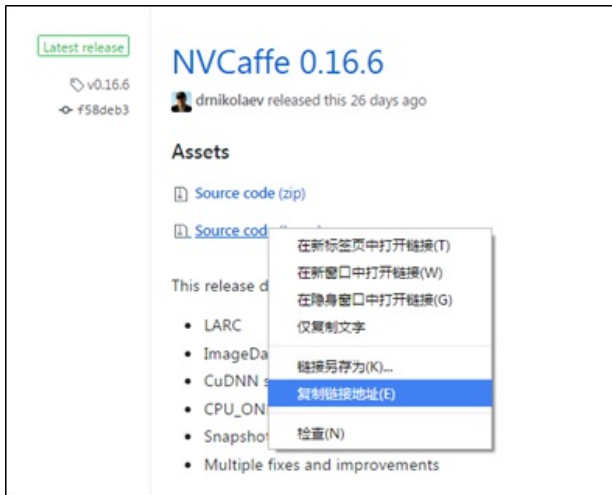 Latest release
v0.16.6
f58deb3
NVCaffe 0.16.6
drnikolaev released this 26 days ago
Assets
Source code (zip)
Source cod
This release d
LARC
ImageDa
CuDNN s
CPU_ON
Snapshot
Multiple fixes and improvements
在新标签页中打开链接(T)
在新窗口中打开链接(W)
在隐身窗口中打开链接(G)
仅复制文字
链接另存为(K)...
复制链接地址(E)
检查(N)